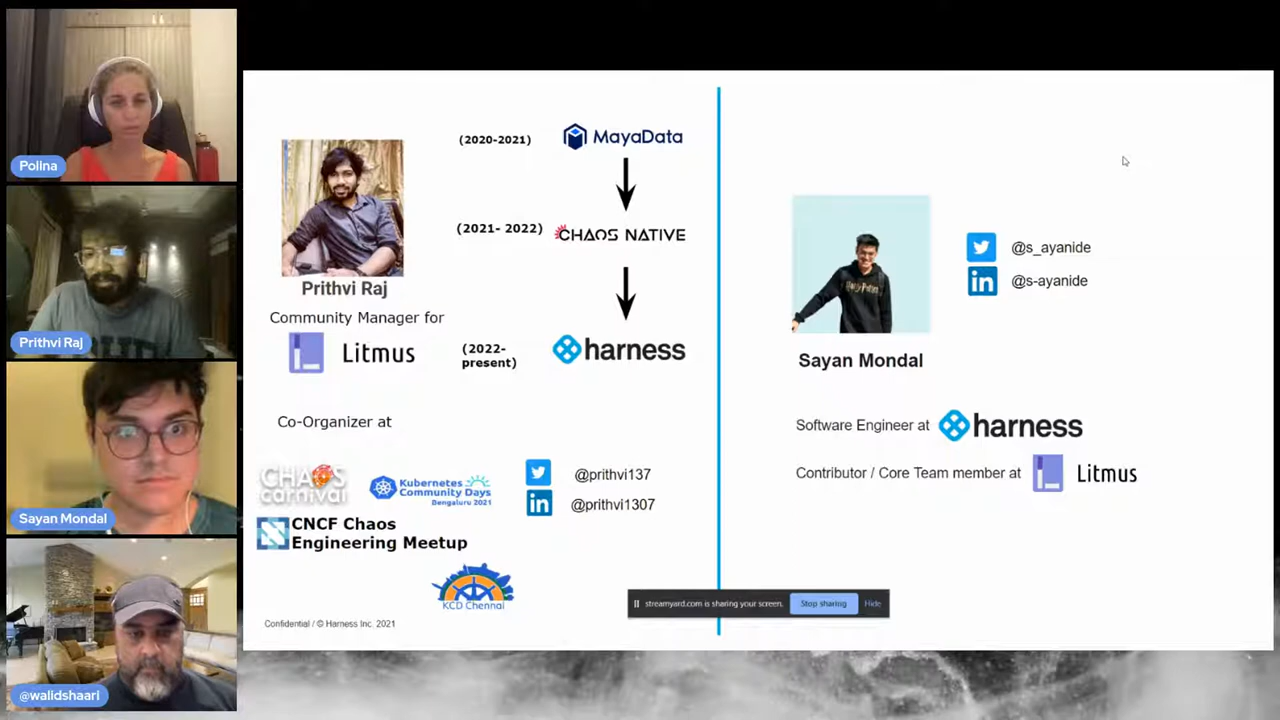 Polina
Prithvi Raj
Sayan Mondal
@walidshaari
(2020-2021)
MayaData
(2021- 2022)
CHAOS NATIVE
Prithvi Raj
Community Manager for
Litmus
(2022-
present)
harness
Co-Organizer at
CHAOS
carnival
Kubernetes
Community Days
Bengaluru 2021
@prithvi137
@prithvi1307
CNCF Chaos
Engineering Meetup
KCD Chennai
Confidential / © Harness Inc. 2021
@s_ayanide
@s-ayanide
Sayan Mondal
Software Engineer at harness
Contributor / Core Team member at Litmus
streamyard.com is sharing your screen.
Stop sharing
Hide